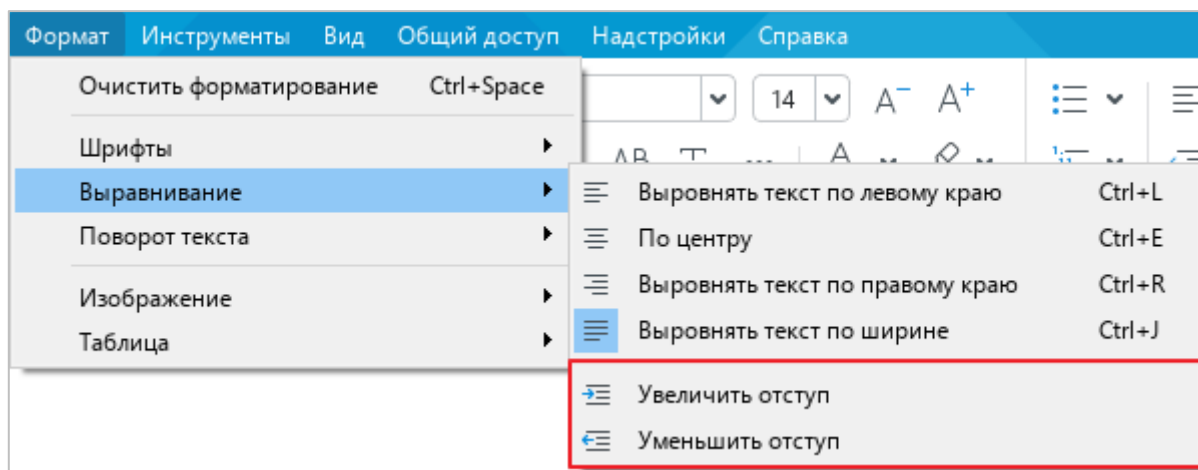 Формат Инструменты Вид Общий доступ Надстройки Справка
Очистить форматирование Ctrl+Space
14 A⁻ A⁺
Шрифты
Выравнивание
Поворот текста
Изображение
Таблица
Выровнять текст по левому краю Ctrl+L
По центру Ctrl+E
Выровнять текст по правому краю Ctrl+R
Выровнять текст по ширине Ctrl+J
Увеличить отступ
Уменьшить отступ